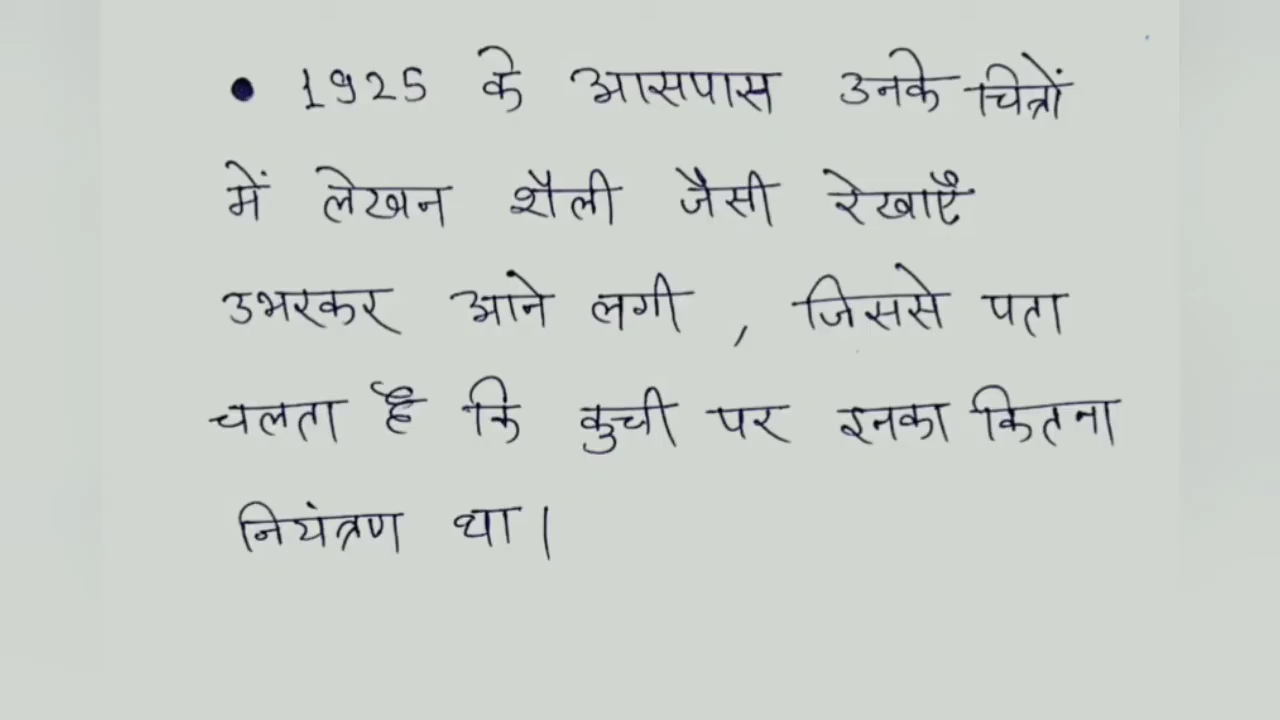 • 1925 के आसपास उनके चित्रों
में लेखन शैली जैसी रेखाएँ
उभरकर आने लगी , जिससे पता
चलता है कि कुची पर इनका कितना
नियंत्रण था।